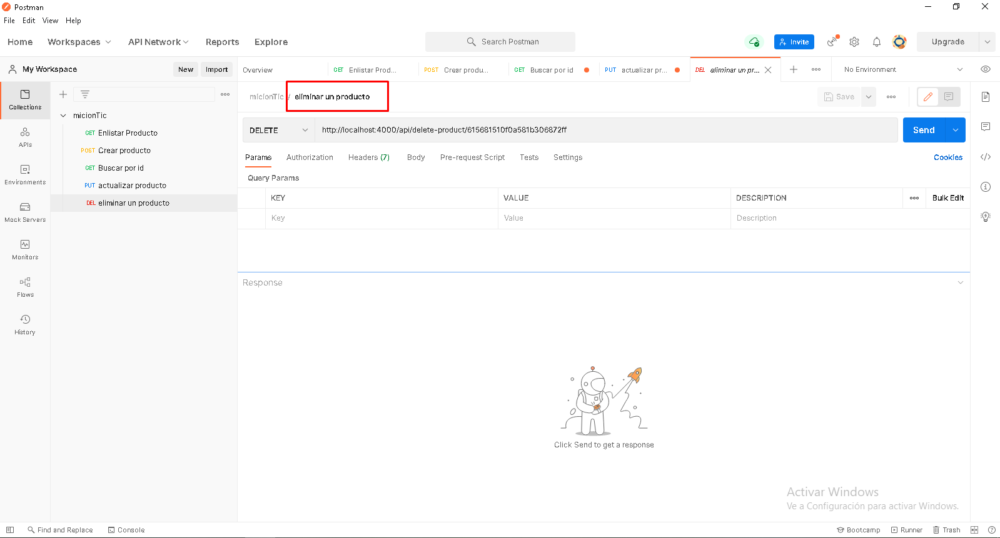 Postman
File Edit View Help
Home Workspaces API Network Reports Explore Search Postman Invite Upgrade
My Workspace New Import Overview GET Enlistar Prod... POST Crear produ... GET Buscar por id PUT actualizar pr... DEL eliminar un pr... No Environment
micionTic / eliminar un producto Save
Collections
micionTic
GET Enlistar Producto
POST Crear producto
GET Buscar por id
PUT actualizar producto
DEL eliminar un producto
APIs
Environments
Mock Servers
Monitors
Flows
History
DELETE http://localhost:4000/api/delete-product/615681510f0a581b306872ff Send
Params Authorization Headers (7) Body Pre-request Script Tests Settings Cookies
Query Params
KEY VALUE DESCRIPTION Bulk Edit
Key Value Description
Response
Click Send to get a response
Activar Windows
Ve a Configuración para activar Windows.
Find and Replace Console Bootcamp Runner Trash